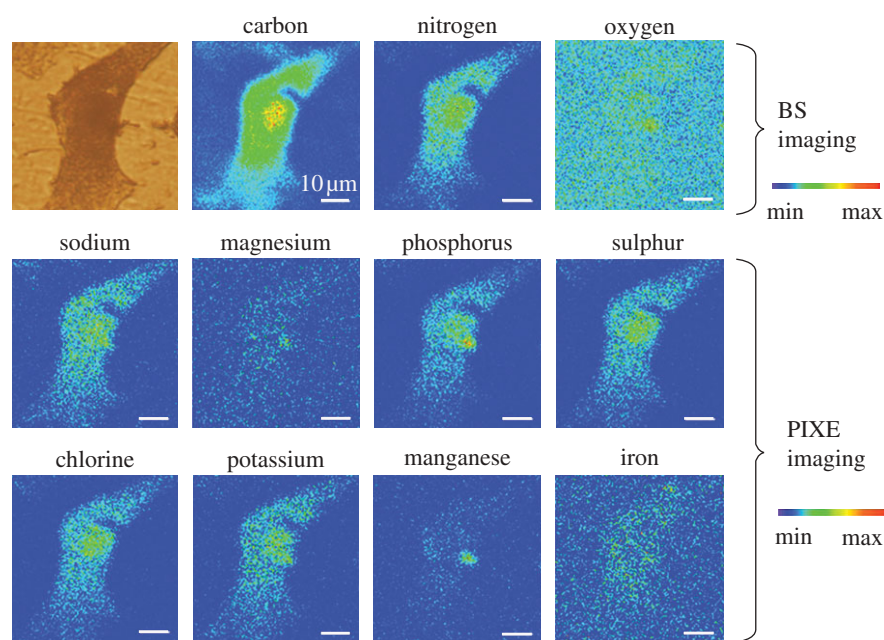 carbon nitrogen oxygen
10 µm
BS
imaging
min max
sodium magnesium phosphorus sulphur
chlorine potassium manganese iron
PIXE
imaging
min max